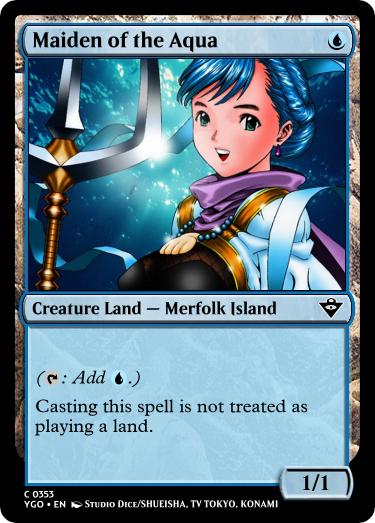 Maiden of the Aqua
Creature Land — Merfolk Island
(: Add .)
Casting this spell is not treated as
playing a land.
1/1
C 0353
YGO • EN Studio Dice/SHUEISHA, TV TOKYO, KONAMI